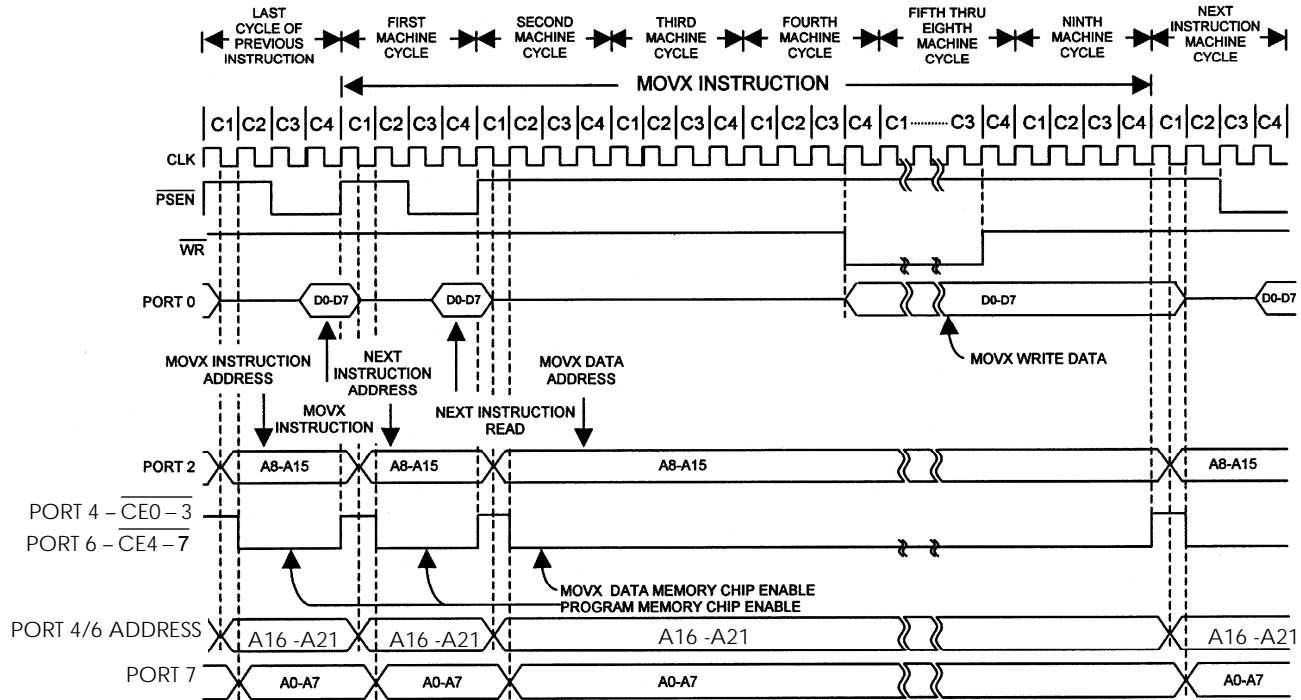 LAST CYCLE OF PREVIOUS INSTRUCTION
FIRST MACHINE CYCLE
SECOND MACHINE CYCLE
THIRD MACHINE CYCLE
FOURTH MACHINE CYCLE
FIFTH THRU EIGHTH MACHINE CYCLE
NINTH MACHINE CYCLE
NEXT INSTRUCTION MACHINE CYCLE
MOVX INSTRUCTION
C1 C2 C3 C4 C1 C2 C3 C4 C1 C2 C3 C4 C1 C2 C3 C4 C1 C2 C3 C4 C1 .......... C3 C4 C1 C2 C3 C4 C1 C2 C3 C4
CLK
PSEN
WR
PORT 0 D0-D7 D0-D7 D0-D7 D0-D7
MOVX INSTRUCTION ADDRESS
NEXT INSTRUCTION ADDRESS
MOVX DATA ADDRESS
MOVX WRITE DATA
MOVX INSTRUCTION
NEXT INSTRUCTION READ
PORT 2 A8-A15 A8-A15 A8-A15 A8-A15
PORT 4 – CE0 – 3
PORT 6 – CE4 – 7
MOVX DATA MEMORY CHIP ENABLE
PROGRAM MEMORY CHIP ENABLE
PORT 4/6 ADDRESS A16 -A21 A16 -A21 A16 -A21 A16 -A21
PORT 7 A0-A7 A0-A7 A0-A7 A0-A7